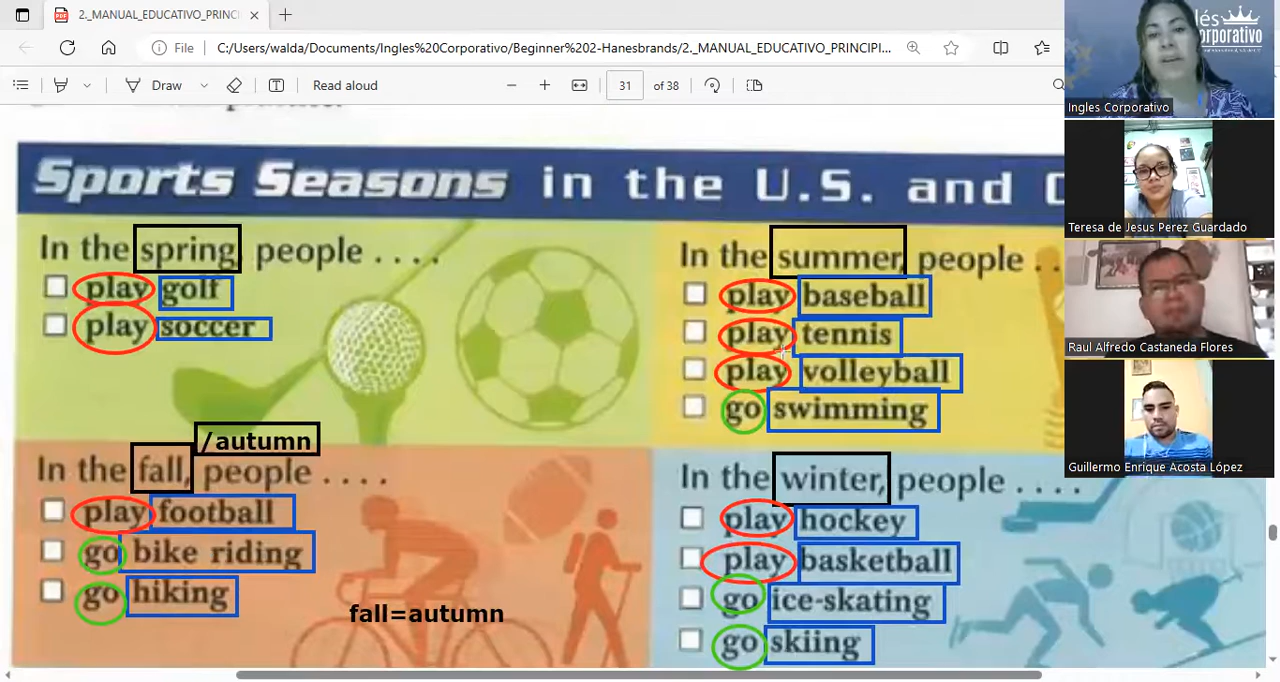 2._MANUAL_EDUCATIVO_PRINCI
File
C:/Users/walda/Documents/Ingles%20Corporativo/Beginner%202-Hanesbrands/2._MANUAL_EDUCATIVO_PRINCIPI...
Draw
Read aloud
31
of 38
Sports Seasons in the U.S. and
In the spring, people . . . .
play golf
play soccer
In the summer, people . .
play baseball
play tennis
play volleyball
go swimming
/autumn
In the fall, people . . . .
play football
go bike riding
go hiking
fall=autumn
In the winter, people . . . .
play hockey
play basketball
go ice-skating
go skiing
lés
orporativo
Ingles Corporativo
Teresa de Jesus Perez Guardado
Raul Alfredo Castaneda Flores
Guillermo Enrique Acosta López